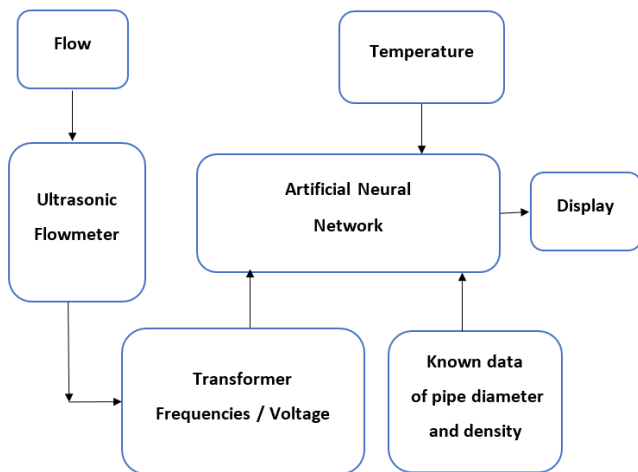 Flow
Temperature
Ultrasonic
Flowmeter
Artificial Neural
Network
Display
Transformer
Frequencies / Voltage
Known data
of pipe diameter
and density